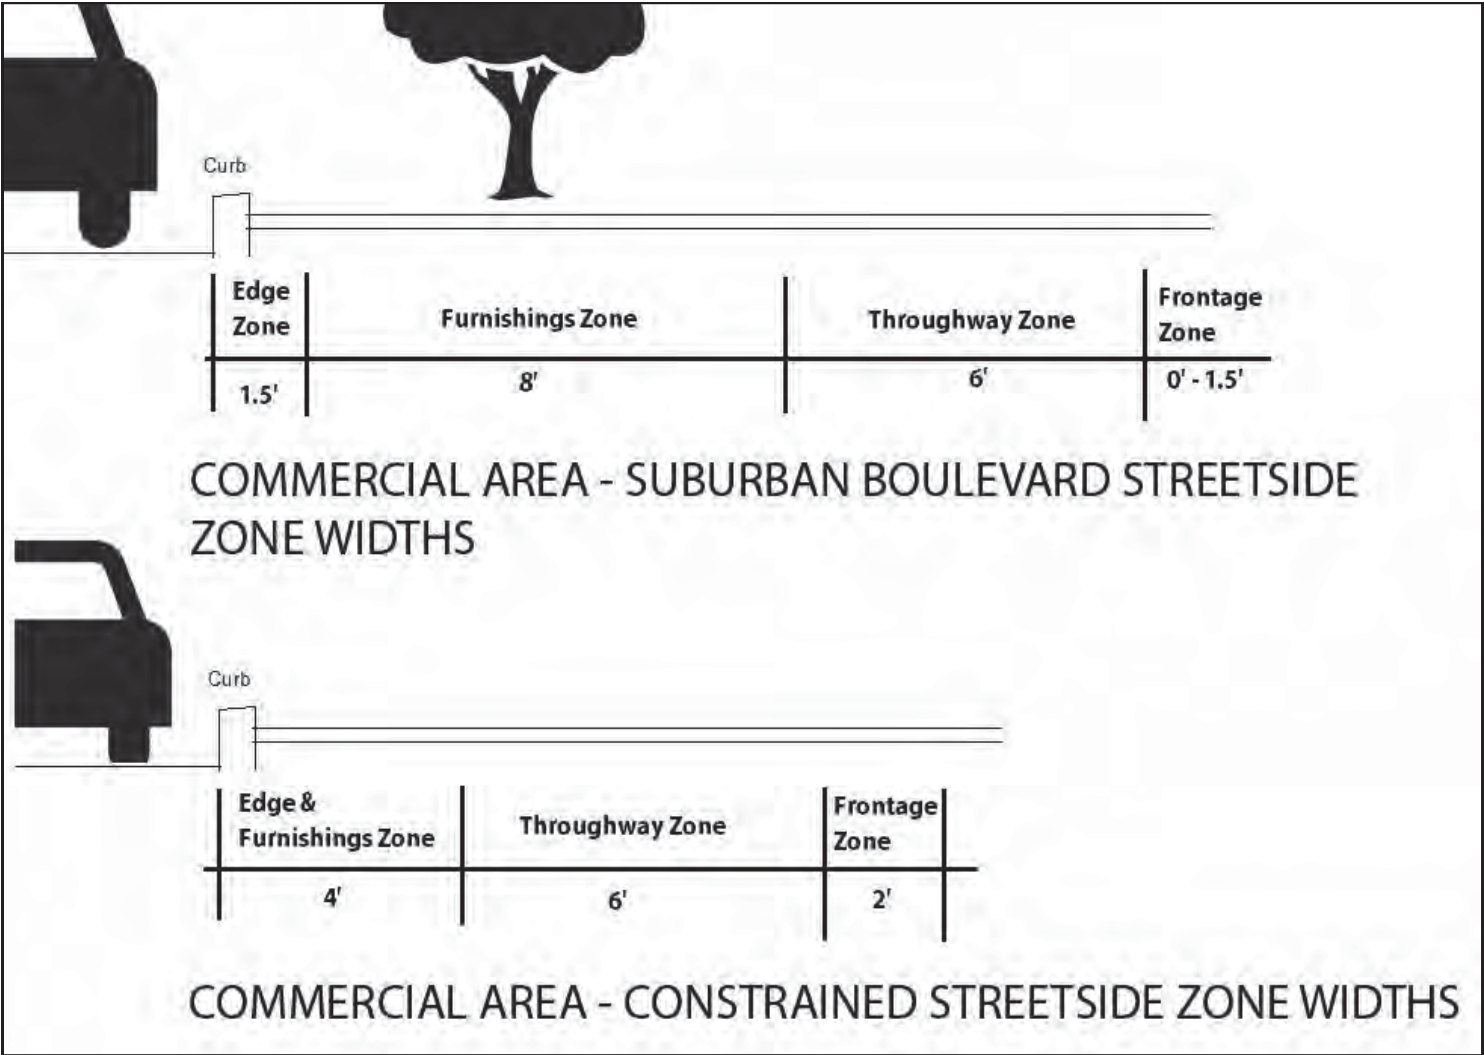 Curb
Edge
Zone
Furnishings Zone
Throughway Zone
Frontage
Zone
1.5'
8'
6'
0' - 1.5'
COMMERCIAL AREA - SUBURBAN BOULEVARD STREETSIDE
ZONE WIDTHS
Curb
Edge &
Furnishings Zone
Throughway Zone
Frontage
Zone
4'
6'
2'
COMMERCIAL AREA - CONSTRAINED STREETSIDE ZONE WIDTHS